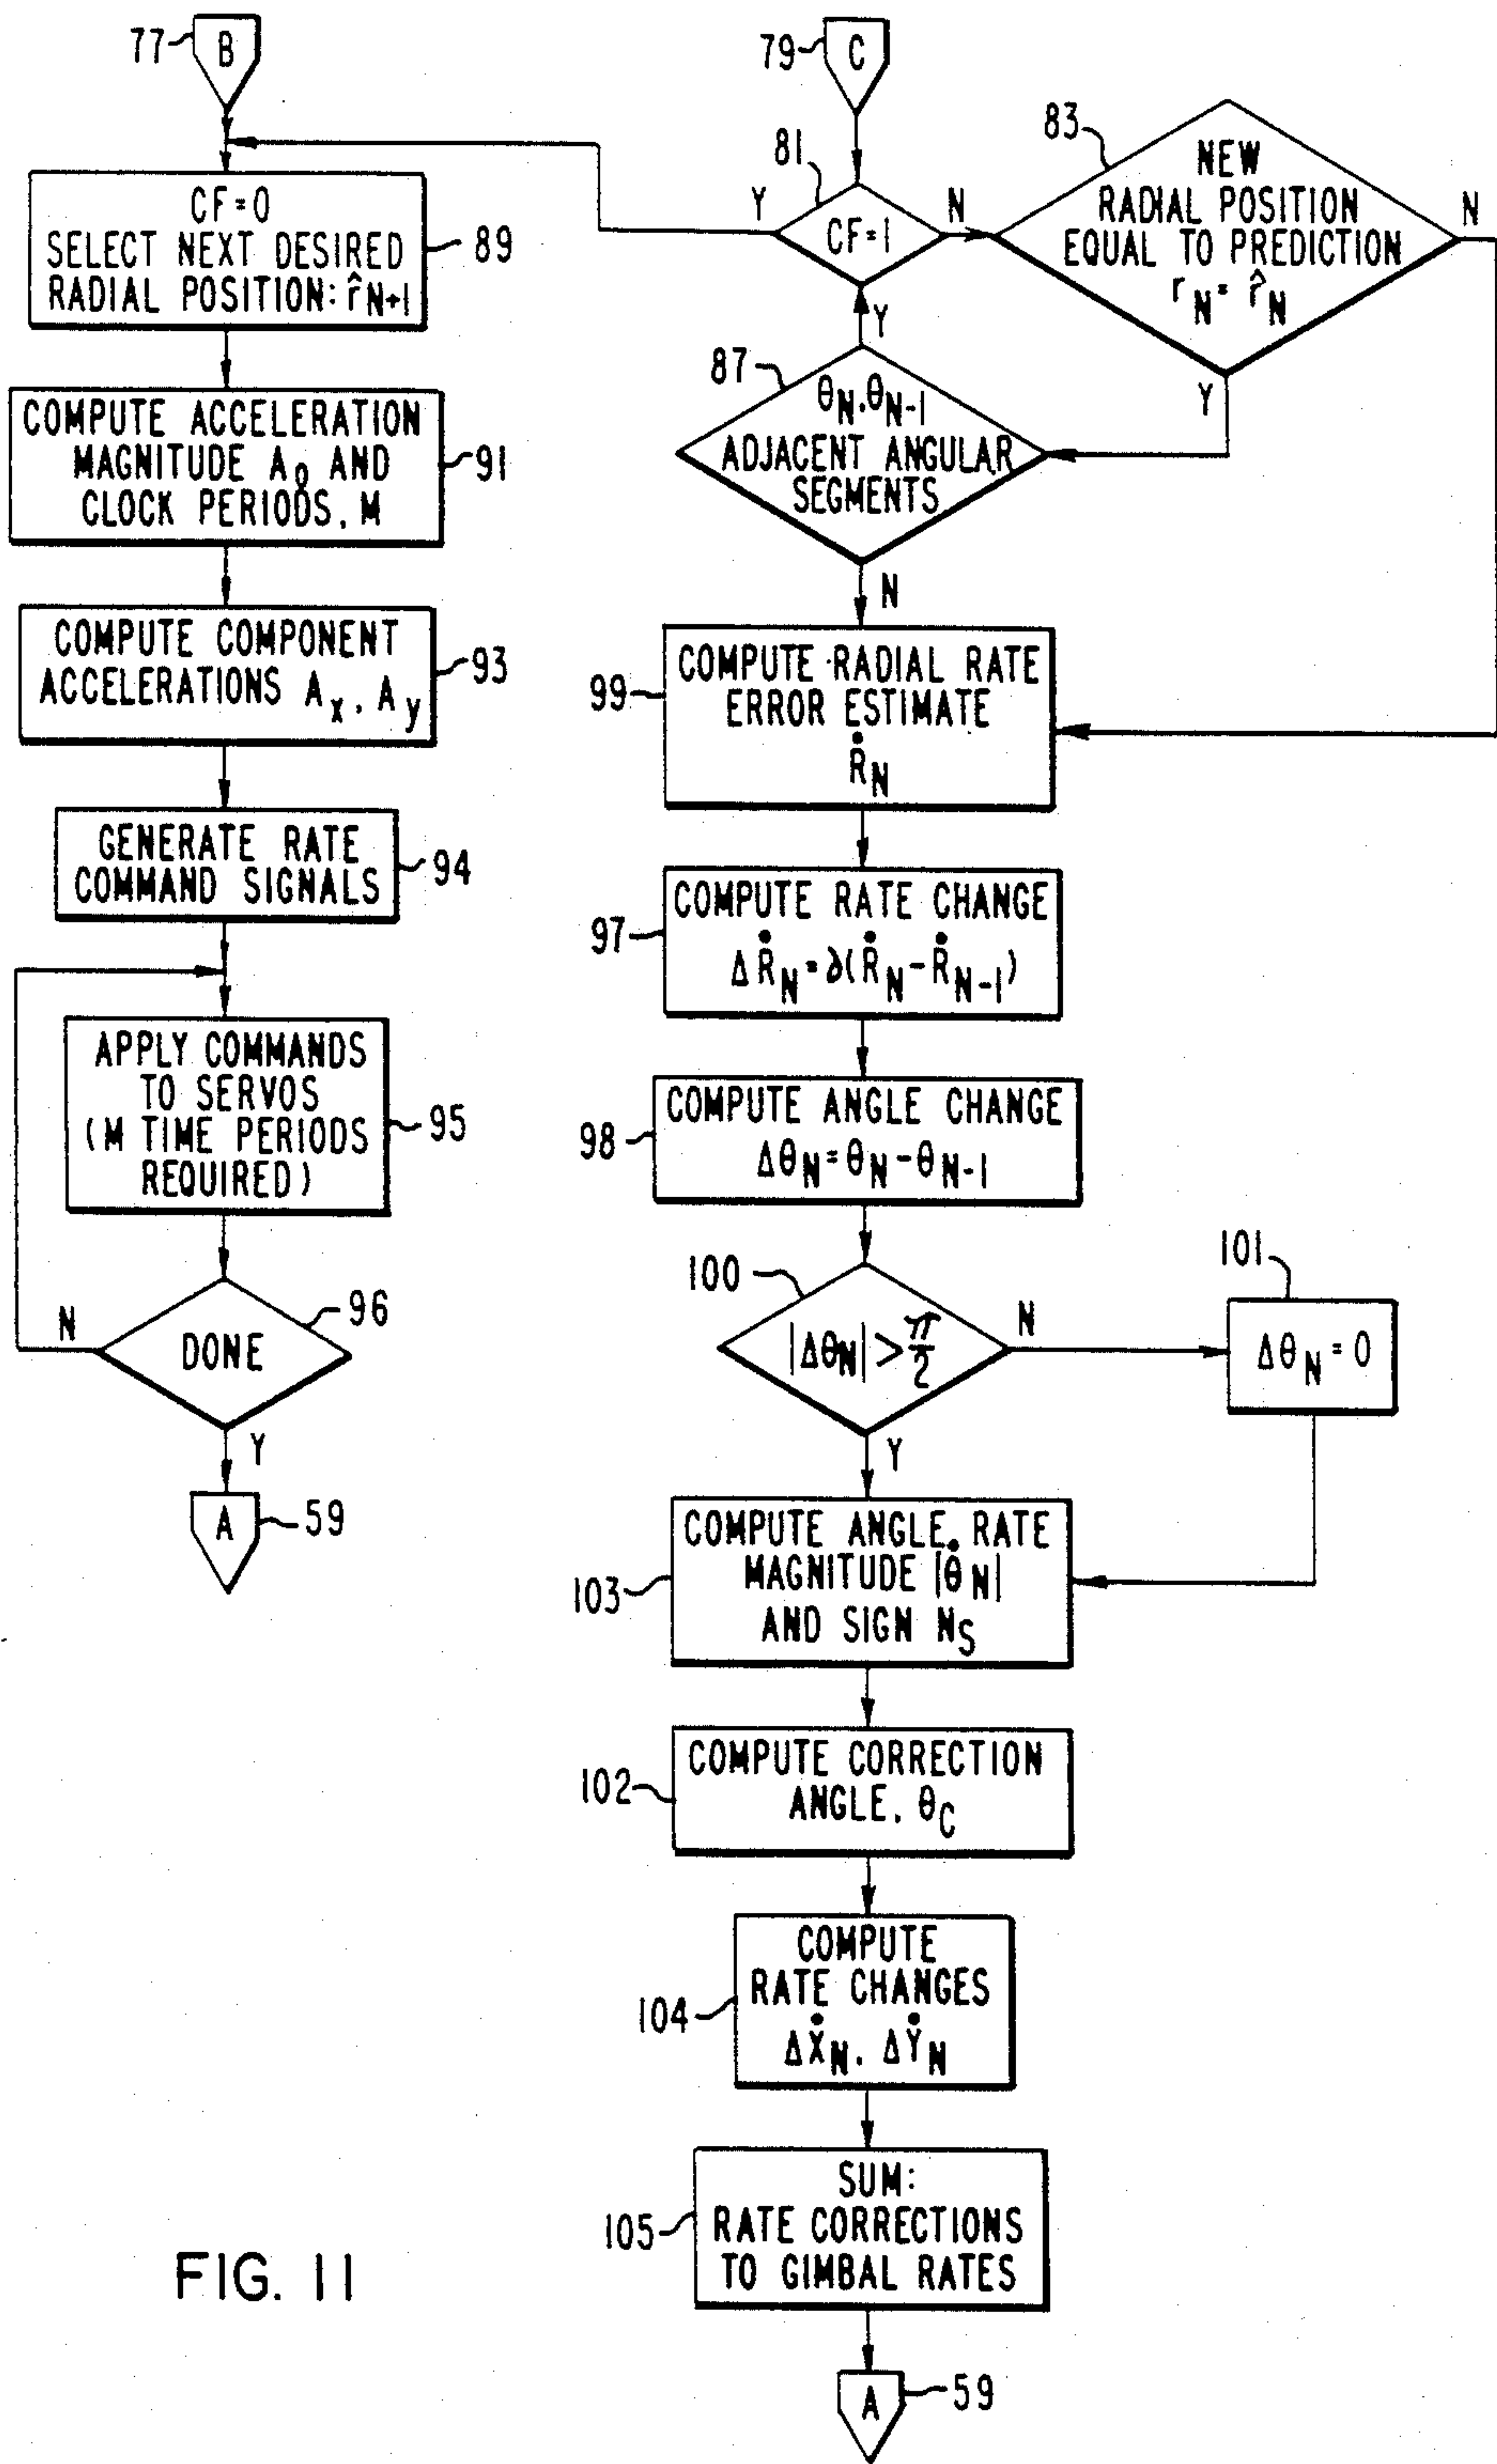 77
B
CF=0
SELECT NEXT DESIRED
RADIAL POSITION: r̂N+1
89
COMPUTE ACCELERATION
MAGNITUDE A0 AND
CLOCK PERIODS, M
91
COMPUTE COMPONENT
ACCELERATIONS Ax, Ay
93
GENERATE RATE
COMMAND SIGNALS
94
APPLY COMMANDS
TO SERVOS
(M TIME PERIODS
REQUIRED)
95
DONE
96
N
Y
A
59
79
C
81
CF=1
Y
N
83
NEW
RADIAL POSITION
EQUAL TO PREDICTION
rN = r̂N
N
Y
87
Y
θN, θN-1
ADJACENT ANGULAR
SEGMENTS
N
99
COMPUTE RADIAL RATE
ERROR ESTIMATE
ṘN
97
COMPUTE RATE CHANGE
ΔṘN = ∂(ṘN - ṘN-1)
98
COMPUTE ANGLE CHANGE
ΔθN = θN - θN-1
100
|ΔθN| > π/2
N
Y
101
ΔθN = 0
103
COMPUTE ANGLE RATE
MAGNITUDE |θ̇N|
AND SIGN NS
102
COMPUTE CORRECTION
ANGLE, θC
104
COMPUTE
RATE CHANGES
ΔẊN, ΔẎN
105
SUM:
RATE CORRECTIONS
TO GIMBAL RATES
A
59
FIG. 11